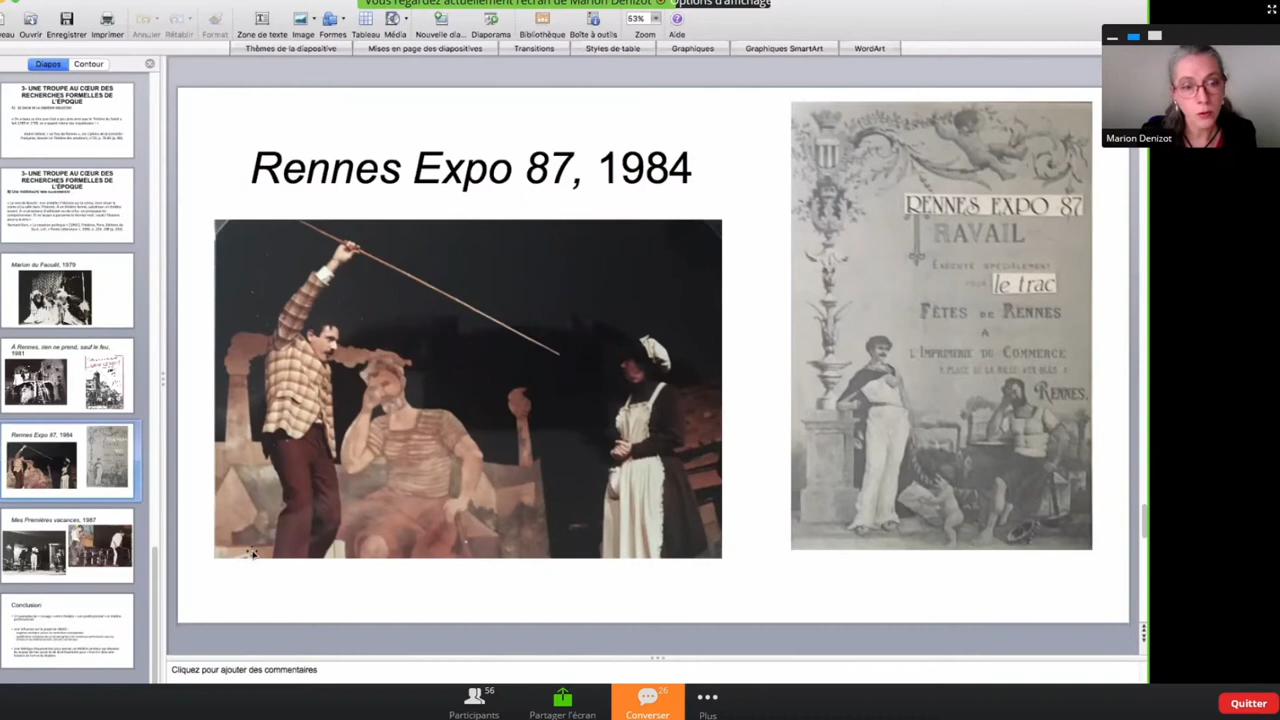 Vous regardez actuellement l'écran de Marion Denizot
Options d'affichage
Ouvrir
Enregistrer
Imprimer
Annuler
Rétablir
Format
Zone de texte
Image
Formes
Tableau
Média
Nouvelle dia...
Diaporama
Bibliothèque
Boîte à outils
53%
Zoom
Aide
Thèmes de la diapositive
Mises en page des diapositives
Transitions
Styles de table
Graphiques
Graphiques SmartArt
WordArt
Diapos
Contour
3- UNE TROUPE AU CŒUR DES
RECHERCHES FORMELLES DE
L'ÉPOQUE
3- UNE TROUPE AU CŒUR DES
RECHERCHES FORMELLES DE
L'ÉPOQUE
Marion du Faouët, 1979
À Rennes, rien ne prend, sauf le feu,
1981
Rennes Expo 87, 1984
Mes Premières vacances, 1987
Conclusion
Rennes Expo 87, 1984
RENNES EXPO 87
TRAVAIL
EXÉCUTÉ SPÉCIALEMENT
POUR le trac
FÊTES DE RENNES
A
L'IMPRIMERIE DU COMMERCE
RENNES.
Marion Denizot
Cliquez pour ajouter des commentaires
56
Participants
Partager l'écran
26
Converser
Plus
Quitter